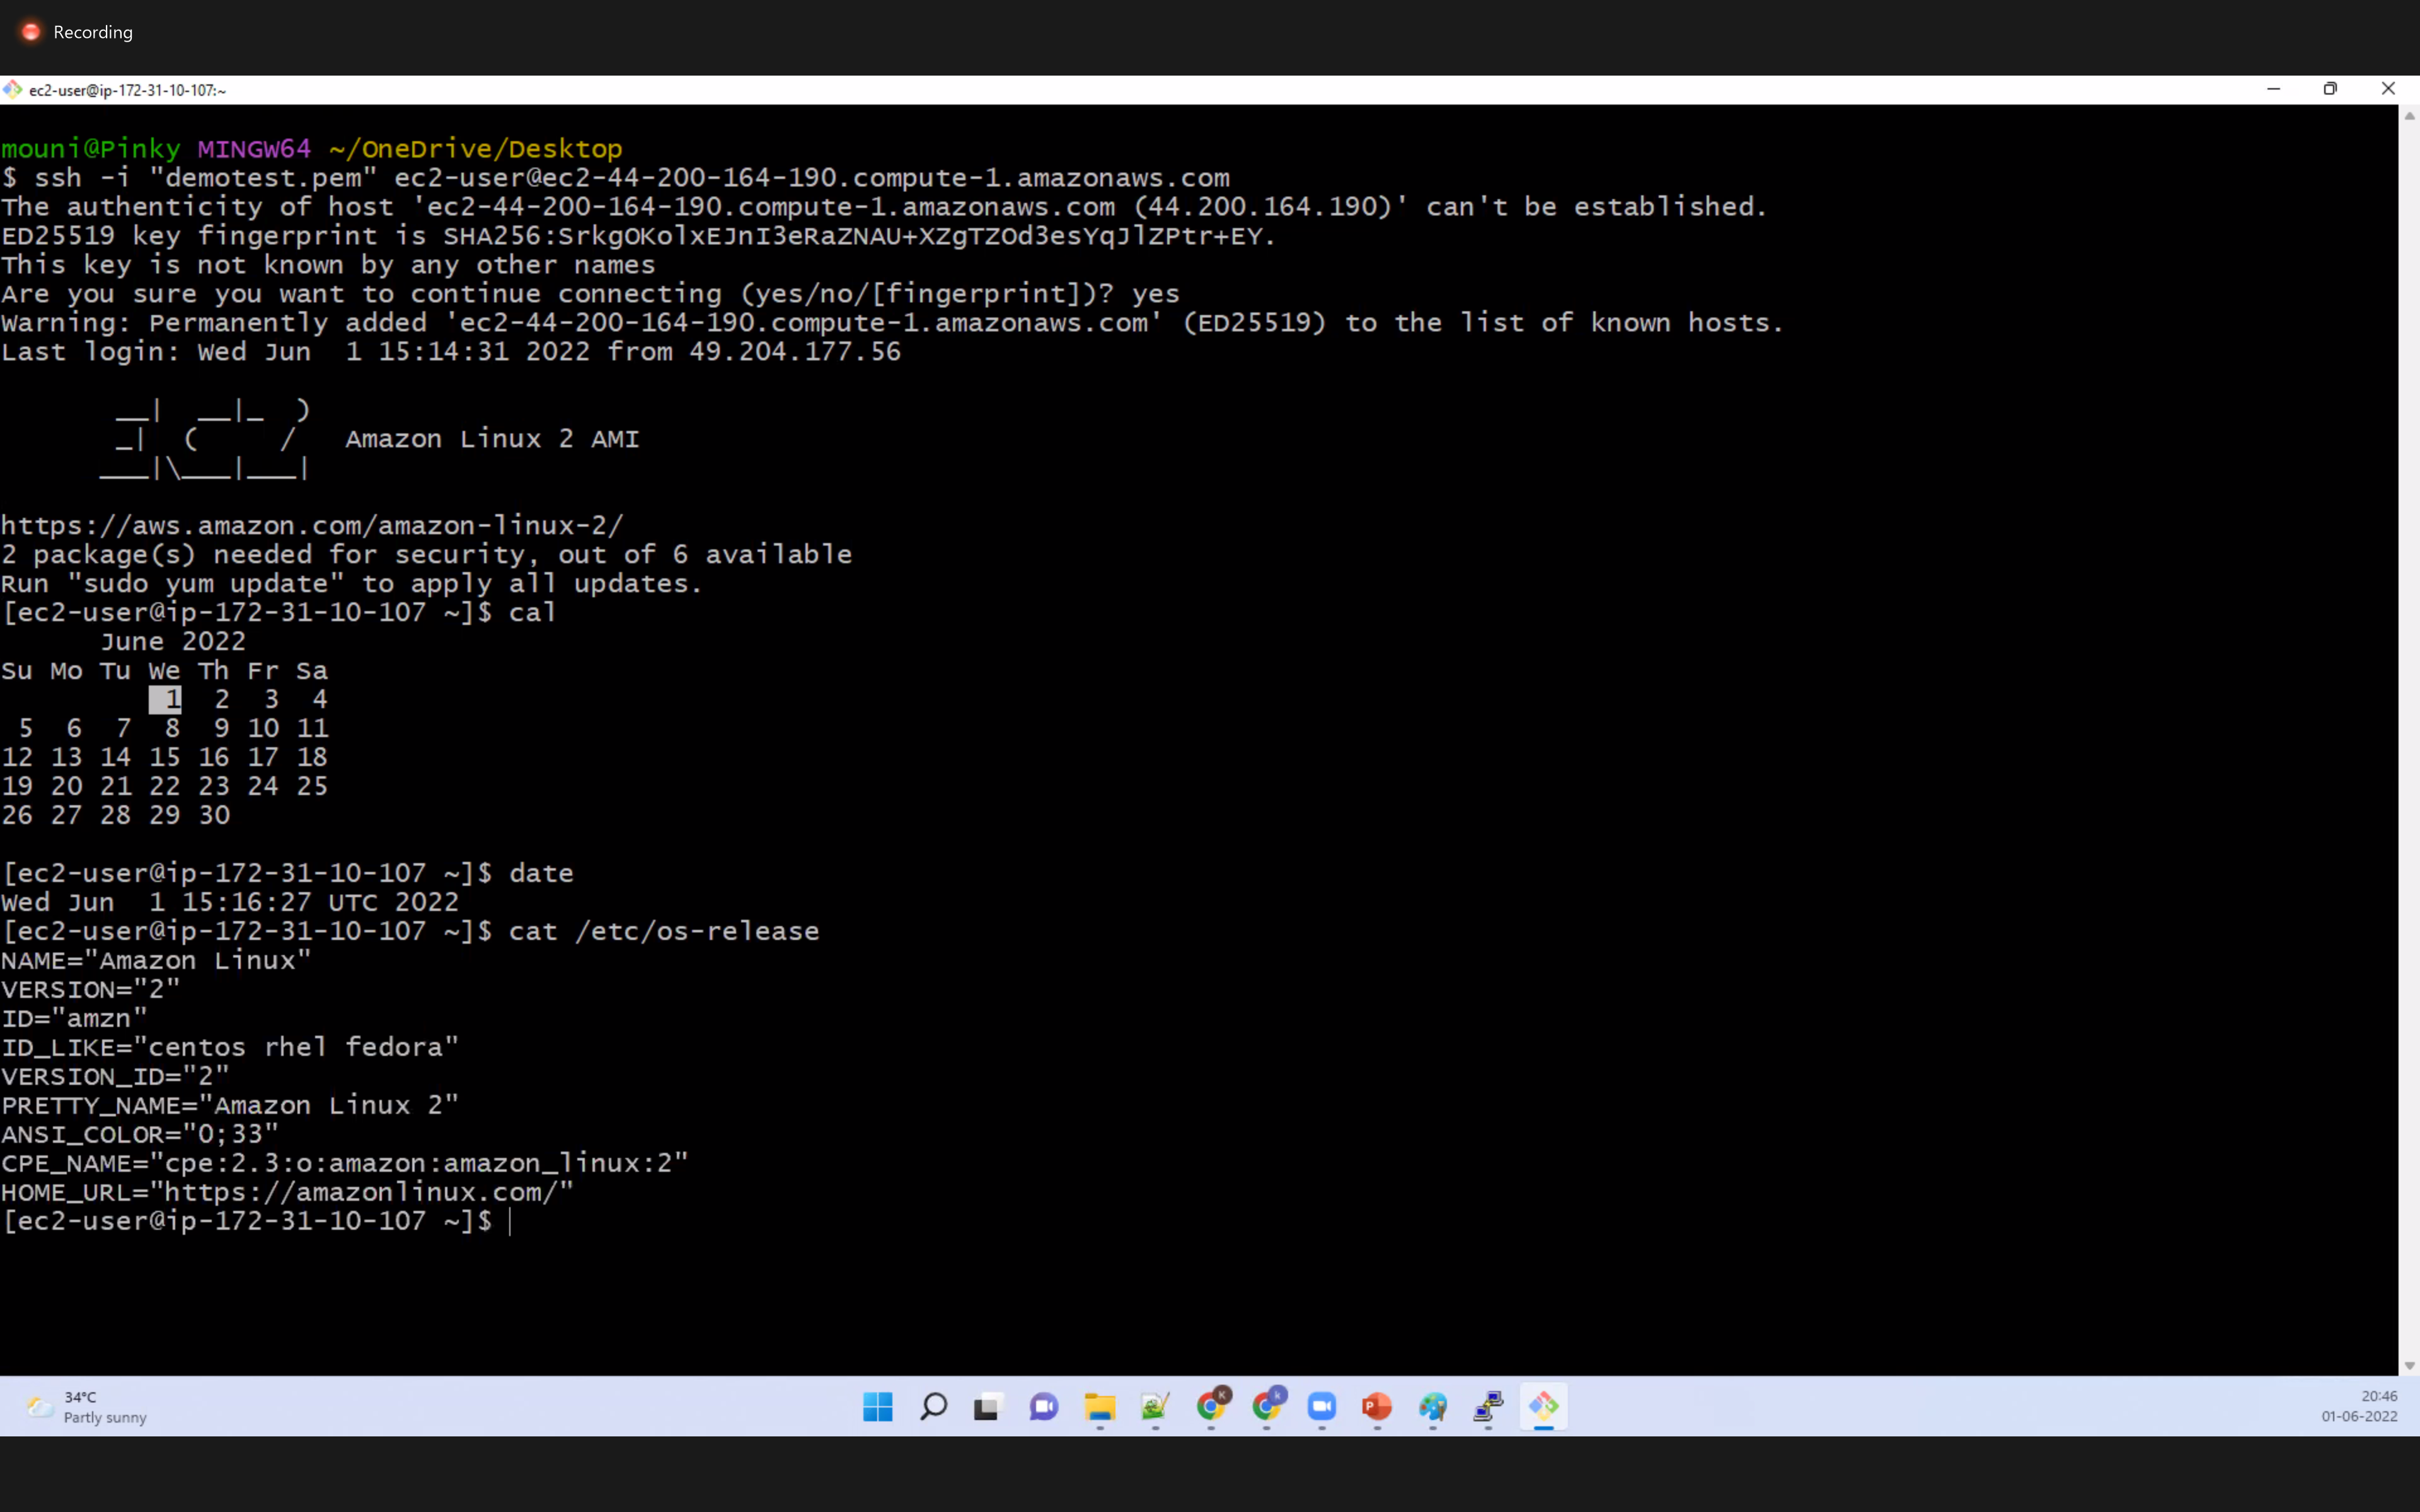 Recording
ec2-user@ip-172-31-10-107:~
mouni@Pinky MINGW64 ~/OneDrive/Desktop
$ ssh -i "demotest.pem" ec2-user@ec2-44-200-164-190.compute-1.amazonaws.com
The authenticity of host 'ec2-44-200-164-190.compute-1.amazonaws.com (44.200.164.190)' can't be established.
ED25519 key fingerprint is SHA256:SrkgOKolxEJnI3eRaZNAU+XZgTZOd3esYqJlZPtr+EY.
This key is not known by any other names
Are you sure you want to continue connecting (yes/no/[fingerprint])? yes
Warning: Permanently added 'ec2-44-200-164-190.compute-1.amazonaws.com' (ED25519) to the list of known hosts.
Last login: Wed Jun  1 15:14:31 2022 from 49.204.177.56
       __|  __|_  )
       _|  (     /   Amazon Linux 2 AMI
      ___|\___|___|
https://aws.amazon.com/amazon-linux-2/
2 package(s) needed for security, out of 6 available
Run "sudo yum update" to apply all updates.
[ec2-user@ip-172-31-10-107 ~]$ cal
      June 2022
Su Mo Tu We Th Fr Sa
          1  2  3  4
 5  6  7  8  9 10 11
12 13 14 15 16 17 18
19 20 21 22 23 24 25
26 27 28 29 30
[ec2-user@ip-172-31-10-107 ~]$ date
Wed Jun  1 15:16:27 UTC 2022
[ec2-user@ip-172-31-10-107 ~]$ cat /etc/os-release
NAME="Amazon Linux"
VERSION="2"
ID="amzn"
ID_LIKE="centos rhel fedora"
VERSION_ID="2"
PRETTY_NAME="Amazon Linux 2"
ANSI_COLOR="0;33"
CPE_NAME="cpe:2.3:o:amazon:amazon_linux:2"
HOME_URL="https://amazonlinux.com/"
[ec2-user@ip-172-31-10-107 ~]$
34°C
Partly sunny
K
k
P
20:46
01-06-2022